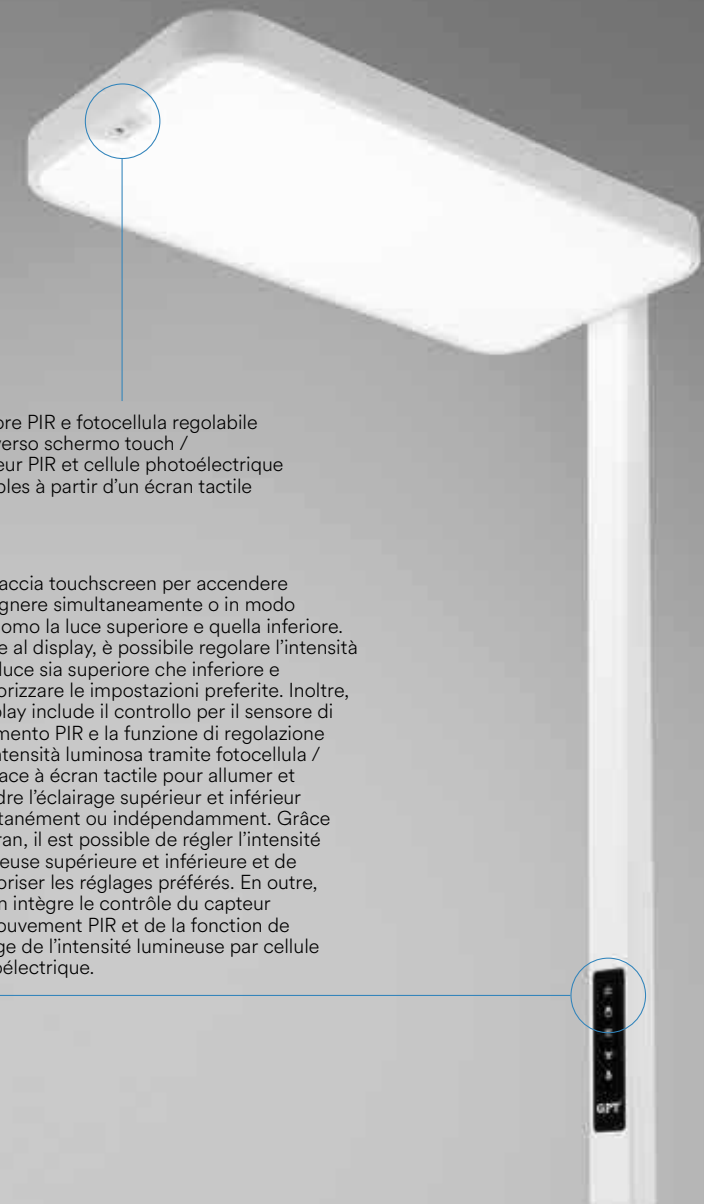 ore PIR e fotocellula regolabile
verso schermo touch /
eur PIR et cellule photoélectrique
bles à partir d’un écran tactile
accia touchscreen per accendere
gnere simultaneamente o in modo
omo la luce superiore e quella inferiore.
e al display, è possibile regolare l’intensità
luce sia superiore che inferiore e
orizzare le impostazioni preferite. Inoltre,
play include il controllo per il sensore di
mento PIR e la funzione di regolazione
ntensità luminosa tramite fotocellula /
ace à écran tactile pour allumer et
dre l’éclairage supérieur et inférieur
tanément ou indépendamment. Grâce
ran, il est possible de régler l’intensité
euse supérieure et inférieure et de
oriser les réglages préférés. En outre,
n intègre le contrôle du capteur
ouvement PIR et de la fonction de
ge de l’intensité lumineuse par cellule
oélectrique.
GPT